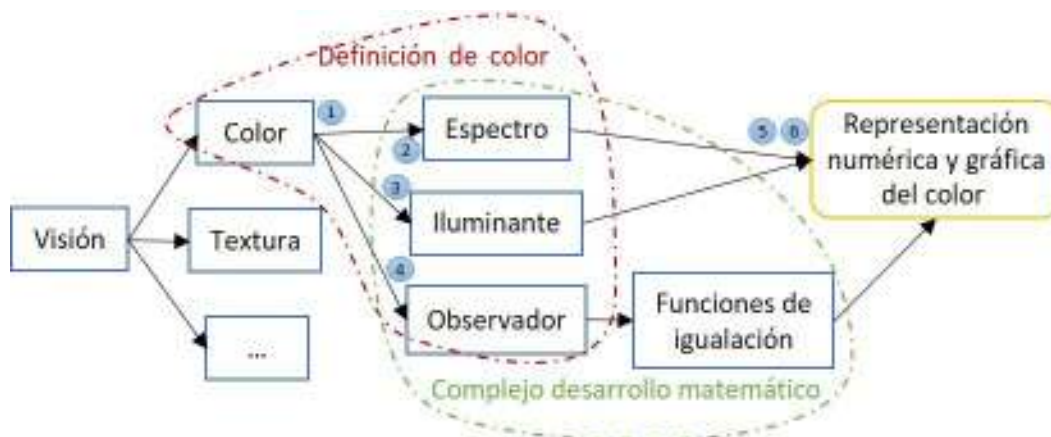 Definición de color
1
Color
Espectro
2
5 6
Representación
numérica y gráfica
del color
3
Iluminante
Visión
Textura
4
Observador
Funciones de
igualación
...
Complejo desarrollo matemático